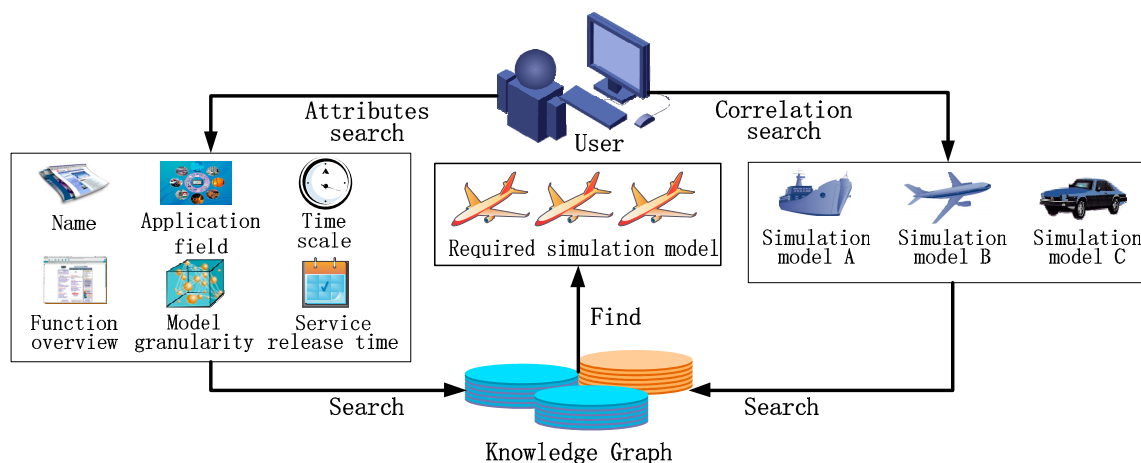 Attributes
search
User
Correlation
search
Name
Application
field
Time
scale
Function
overview
Model
granularity
Service
release time
Required simulation model
Simulation
model A
Simulation
model B
Simulation
model C
Find
Search
Search
Knowledge Graph